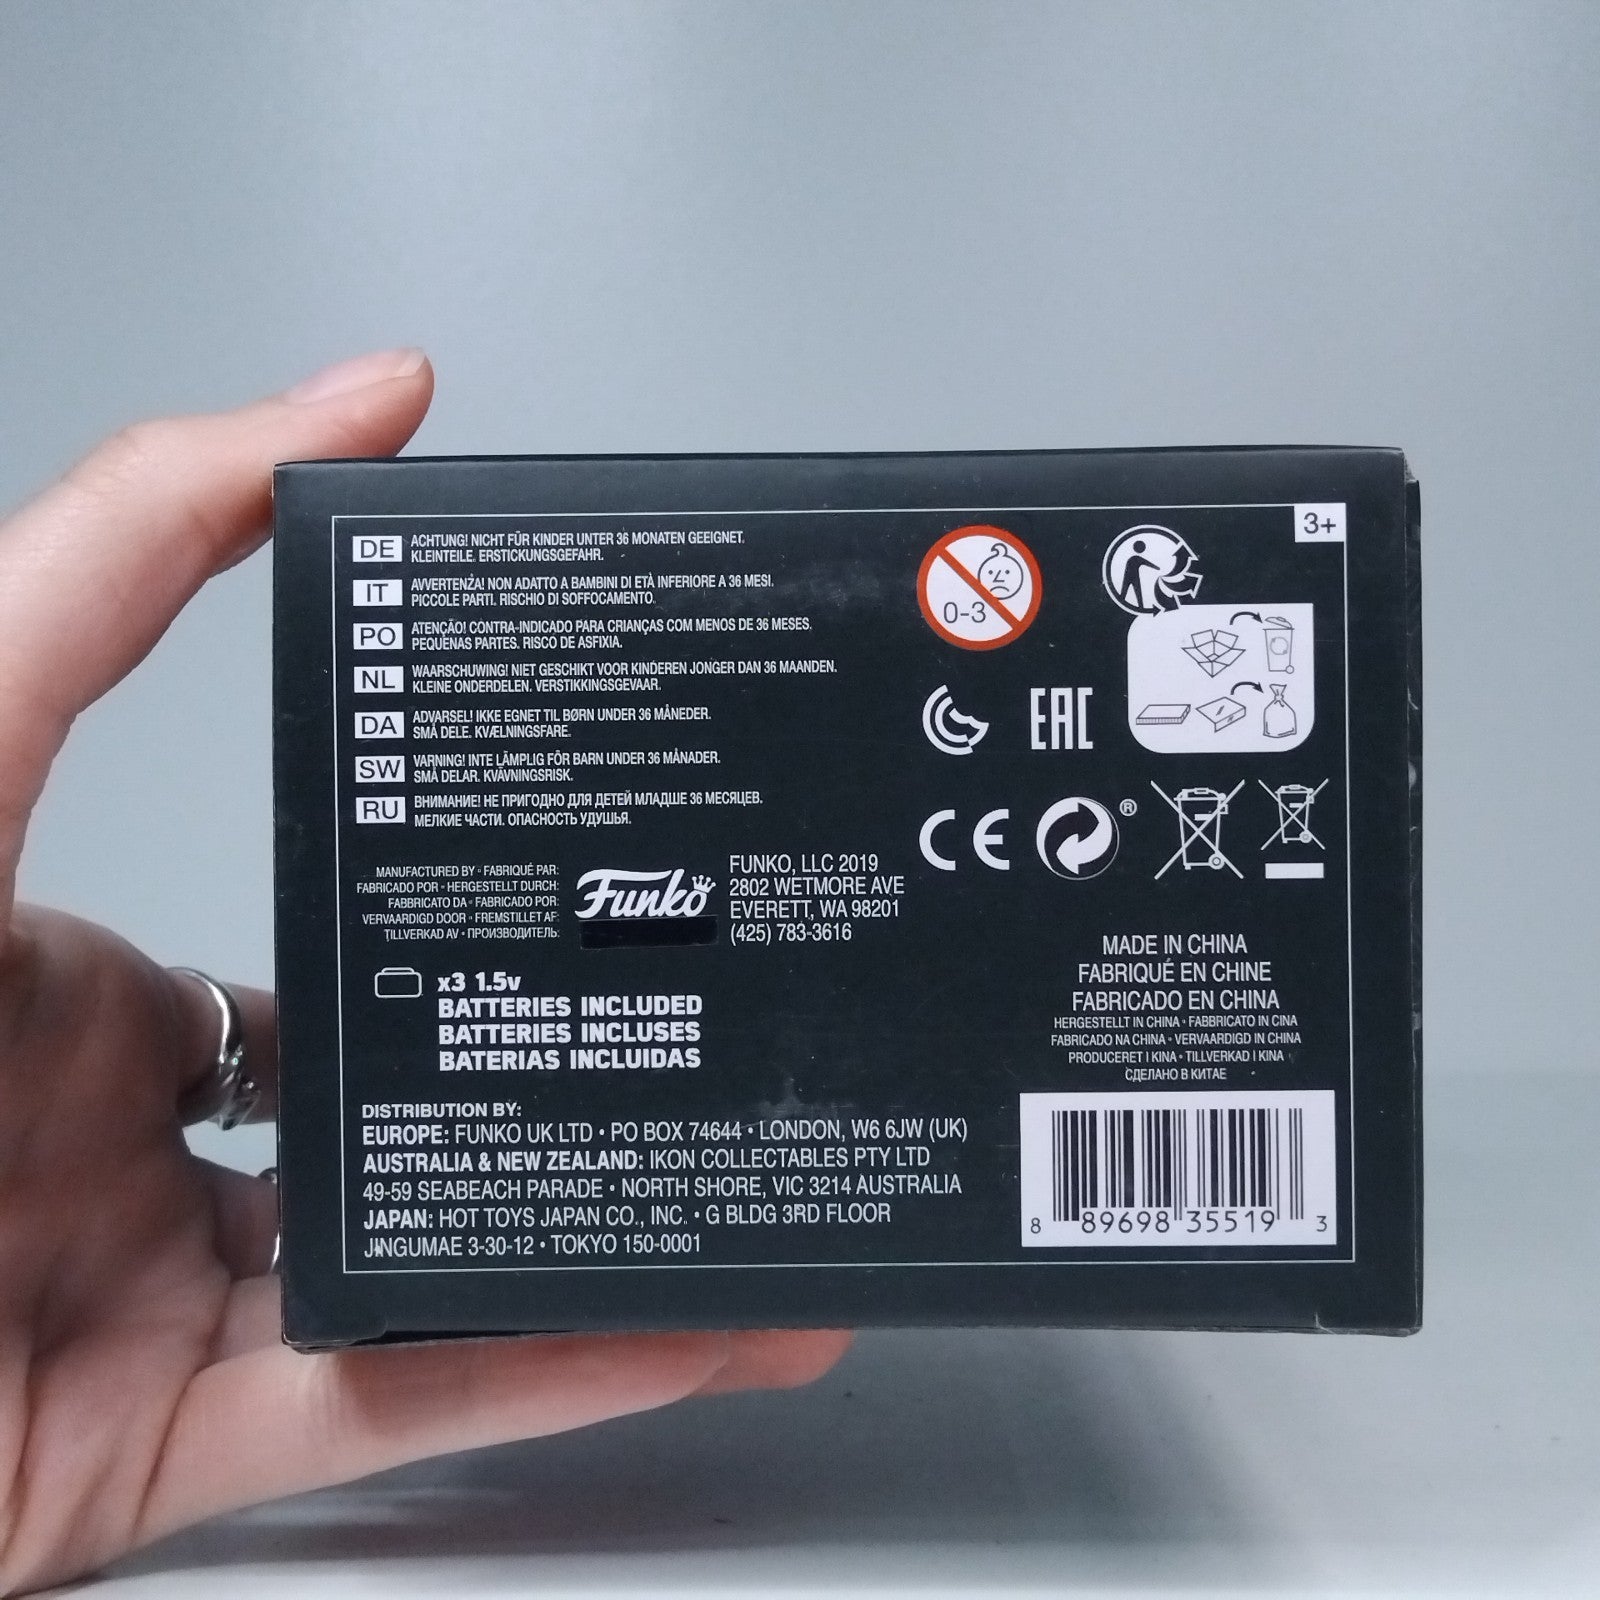 3+
DE
ACHTUNG! NICHT FÜR KINDER UNTER 36 MONATEN GEEIGNET.
KLEINTEILE. ERSTICKUNGSGEFAHR.
IT
AVVERTENZA! NON ADATTO A BAMBINI DI ETÀ INFERIORE A 36 MESI.
PICCOLE PARTI. RISCHIO DI SOFFOCAMENTO.
PO
ATENÇÃO! CONTRA-INDICADO PARA CRIANÇAS COM MENOS DE 36 MESES.
PEQUENAS PARTES. RISCO DE ASFIXIA.
NL
WAARSCHUWING! NIET GESCHIKT VOOR KINDEREN JONGER DAN 36 MAANDEN.
KLEINE ONDERDELEN. VERSTIKKINGSGEVAAR.
DA
ADVARSEL! IKKE EGNET TIL BØRN UNDER 36 MÅNEDER.
SMÅ DELE. KVÆLNINGSFARE.
SW
VARNING! INTE LÄMPLIG FÖR BARN UNDER 36 MÅNADER.
SMÅ DELAR. KVÄVNINGSRISK.
RU
ВНИМАНИЕ! НЕ ПРИГОДНО ДЛЯ ДЕТЕЙ МЛАДШЕ 36 МЕСЯЦЕВ.
МЕЛКИЕ ЧАСТИ. ОПАСНОСТЬ УДУШЬЯ.
0-3
EAC
CE
®
MANUFACTURED BY • FABRIQUÉ PAR:
FABRICADO POR • HERGESTELLT DURCH:
FABBRICATO DA • FABRICADO POR:
VERVAARDIGD DOOR • FREMSTILLET AF:
TILLVERKAD AV • ПРОИЗВОДИТЕЛЬ:
Funko
FUNKO, LLC 2019
2802 WETMORE AVE
EVERETT, WA 98201
(425) 783-3616
x3 1.5v
BATTERIES INCLUDED
BATTERIES INCLUSES
BATERIAS INCLUIDAS
MADE IN CHINA
FABRIQUÉ EN CHINE
FABRICADO EN CHINA
HERGESTELLT IN CHINA • FABBRICATO IN CINA
FABRICADO NA CHINA • VERVAARDIGD IN CHINA
PRODUCERET I KINA • TILLVERKAD I KINA
СДЕЛАНО В КИТАЕ
DISTRIBUTION BY:
EUROPE: FUNKO UK LTD • PO BOX 74644 • LONDON, W6 6JW (UK)
AUSTRALIA & NEW ZEALAND: IKON COLLECTABLES PTY LTD
49-59 SEABEACH PARADE • NORTH SHORE, VIC 3214 AUSTRALIA
JAPAN: HOT TOYS JAPAN CO., INC. • G BLDG 3RD FLOOR
JINGUMAE 3-30-12 • TOKYO 150-0001
8 89698 35519 3